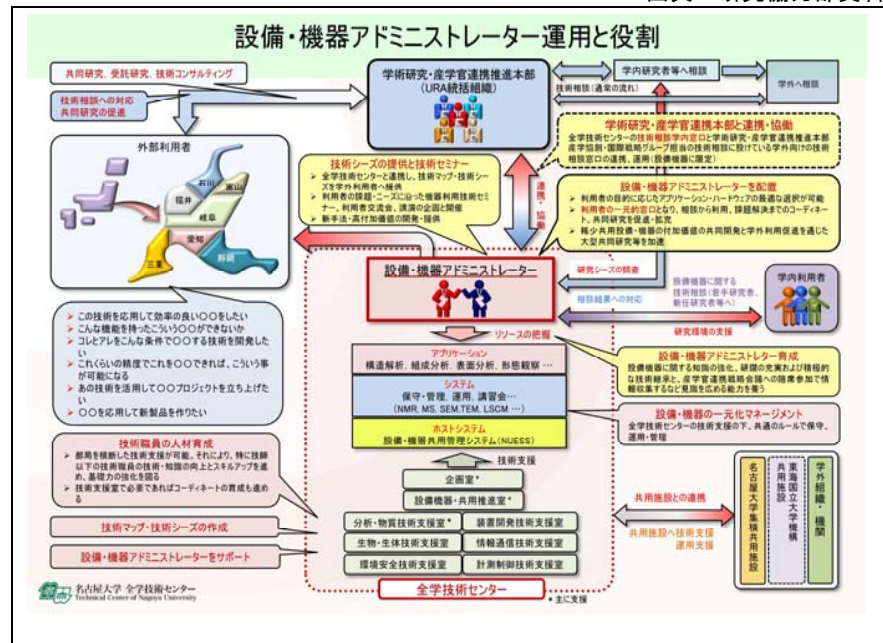 設備・機器アドミニストレーター運用と役割
共同研究、受託研究、技術コンサルティング
技術相談への対応
共同研究の促進
学術研究・産学官連携推進本部
(URA統括組織)
学内研究者等へ相談
学外へ相談
技術相談(通常の流れ)
外部利用者
石川
富山
福井
岐阜
愛知
三重
静岡
学術研究・産学官連携本部と連携・協働
全学技術センターの技術相談学内窓口と学術研究・産学官連携推進本部
産学協創・国際戦略グループ担当の技術相談に設けている学外向けの技術
相談窓口の連携、運用(設備機器に限定)
技術シーズの提供と技術セミナー
➢ 全学技術センターと連携し、技術マップ・技術シー
ズを学外利用者へ提供
➢ 利用者の課題・ニーズに沿った機器利用技術セミ
ナー、利用者交流会、講演の企画と開催
➢ 新手法・高付加価値の開発・提供
連携・協働
設備・機器アドミニストレーターを配置
➢ 利用者の目的に応じたアプリケーション・ハードウェアの最適な選択が可能
➢ 利用者の一元的窓口となり、相談から利用、課題解決までのコーディネー
ト、共同研究を促進・拡充
➢ 稀少共用設備・機器の付加価値の共同開発と学外利用促進を通じた
大型共同研究等を加速
設備・機器アドミニストレーター
研究シーズの調査
相談結果への対応
設備機器に関する
技術相談(若手研究者、
新任研究者等へ)
学内利用者
研究環境の支援
➢ この技術を応用して効率の良い〇〇をしたい
➢ こんな機能を持ったこういう〇〇ができないか
➢ コレとアレをこんな条件で〇〇する技術を開発した
い
➢ これくらいの精度でこれを〇〇できれば、こういう事
が可能になる
➢ あの技術を活用して〇〇プロジェクトを立ち上げた
い
➢ 〇〇を応用して新製品を作りたい
リソースの把握
アプリケーション
構造解析、組成分析、表面分析、形態観察 …
システム
保守・管理、運用、講習会…
(NMR, MS, SEM,TEM, LSCM …)
ホストシステム
設備・機器共用管理システム(NUESS)
設備・機器アドミニストレター育成
設備機器に関する知識の強化、研鑽の充実および積極的
な技術継承と、産学官連携戦略会議への陪席参加で情
報収集するなど見識を広める能力を養う
設備・機器の一元化マネージメント
全学技術センターの技術支援の下、共通のルールで保守、
運用・管理
技術職員の人材育成
➢ 部局を横断した技術支援が可能。それにより、特に技師
以下の技術職員の技術・知識の向上とスキルアップを進
め、基礎力の強化を図る
➢ 技術支援室で必要であればコーディネートの育成も進め
る
技術マップ・技術シーズの作成
設備・機器アドミニストレーターをサポート
技術支援
企画室*
設備機器・共用推進室*
分析・物質技術支援室*
装置開発技術支援室
生物・生体技術支援室
情報通信技術支援室
環境安全技術支援室
計測制御技術支援室
全学技術センター
* 主に支援
共用施設との連携
共用施設へ技術支援
運用支援
名古屋大学集積共用施設
東海国立大学機構
共用施設
学外組織・機関
名古屋大学 全学技術センター
Technical Center of Nagoya University